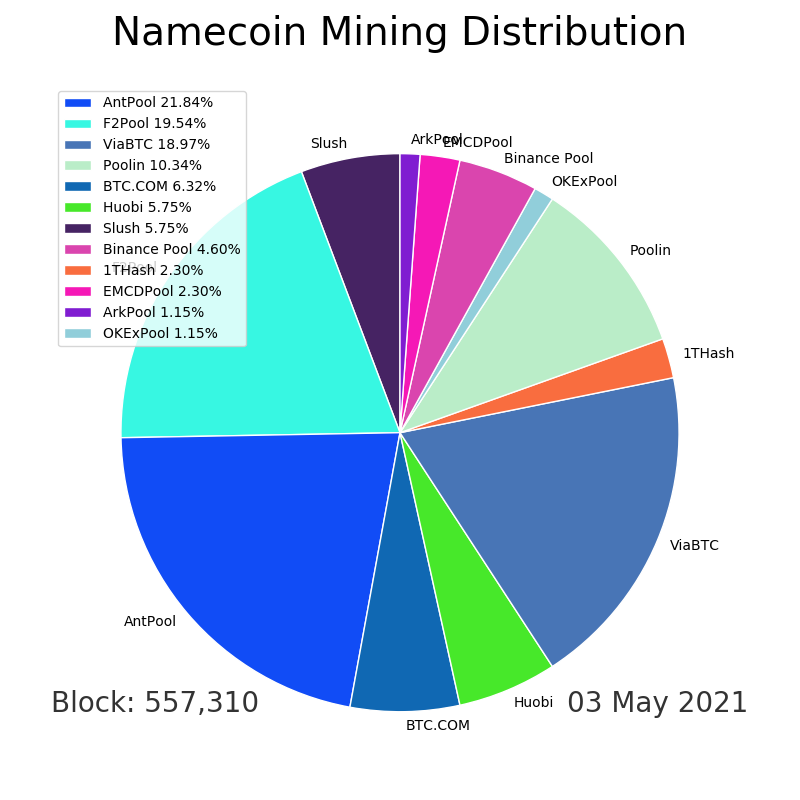 Namecoin Mining Distribution
AntPool 21.84%
F2Pool 19.54%
ViaBTC 18.97%
Poolin 10.34%
BTC.COM 6.32%
Huobi 5.75%
Slush 5.75%
Binance Pool 4.60%
1THash 2.30%
EMCDPool 2.30%
ArkPool 1.15%
OKExPool 1.15%
Slush
ArkPool
EMCDPool
Binance Pool
OKExPool
Poolin
F2Pool
1THash
ViaBTC
AntPool
Huobi
BTC.COM
Block: 557,310
03 May 2021